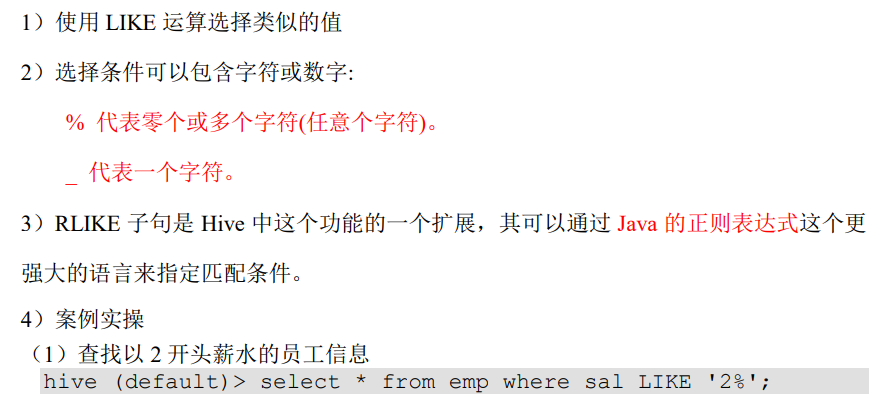 1）使用 LIKE 运算选择类似的值
2）选择条件可以包含字符或数字:
% 代表零个或多个字符(任意个字符)。
_ 代表一个字符。
3）RLIKE 子句是 Hive 中这个功能的一个扩展，其可以通过 Java 的正则表达式这个更
强大的语言来指定匹配条件。
4）案例实操
（1）查找以 2 开头薪水的员工信息
hive (default)> select * from emp where sal LIKE '2%';